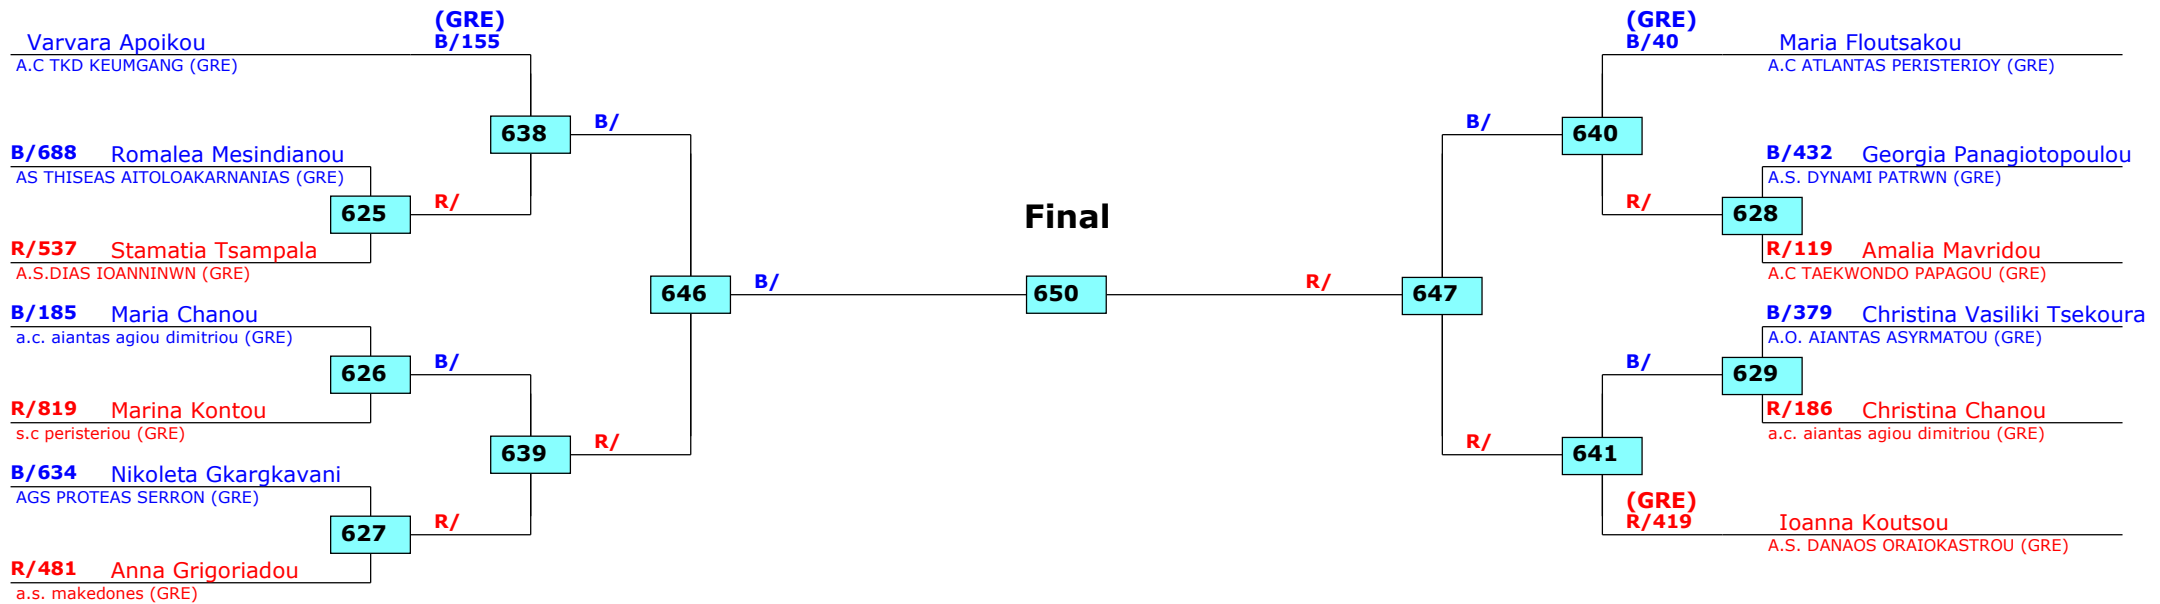 (GRE)
Varvara Apoikou B/155
A.C TKD KEUMGANG (GRE)
638 B/
B/688 Romalea Mesindianou
AS THISEAS AITOLOAKARNANIAS (GRE)
625 R/
R/537 Stamatia Tsampala
A.S.DIAS IOANNINWN (GRE)
646 B/
B/185 Maria Chanou
a.c. aiantas agiou dimitriou (GRE)
626 B/
R/819 Marina Kontou
s.c peristeriou (GRE)
639 R/
B/634 Nikoleta Gkargkavani
AGS PROTEAS SERRON (GRE)
627 R/
R/481 Anna Grigoriadou
a.s. makedones (GRE)
Final
650
(GRE)
B/40 Maria Floutsakou
A.C ATLANTAS PERISTERIOY (GRE)
B/ 640
B/432 Georgia Panagiotopoulou
A.S. DYNAMI PATRWN (GRE)
R/ 628
R/119 Amalia Mavridou
A.C TAEKWONDO PAPAGOU (GRE)
R/ 647
B/379 Christina Vasiliki Tsekoura
A.O. AIANTAS ASYRMATOU (GRE)
B/ 629
R/186 Christina Chanou
a.c. aiantas agiou dimitriou (GRE)
R/ 641
(GRE)
R/419 Ioanna Koutsou
A.S. DANAOS ORAIOKASTROU (GRE)